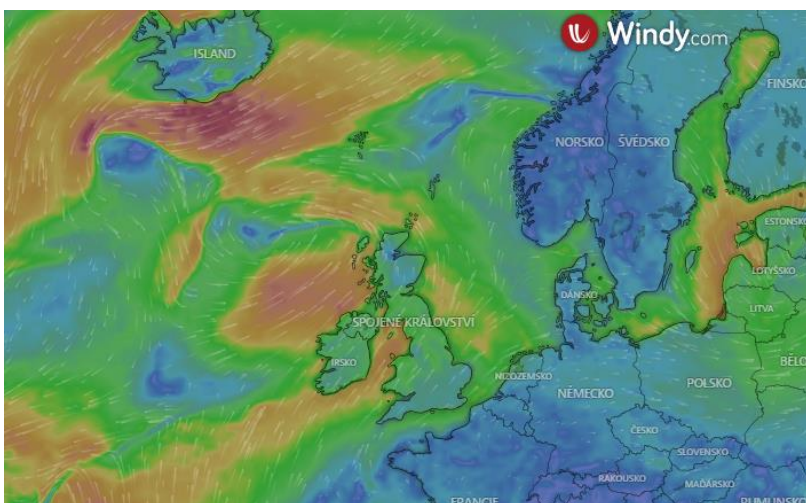 Windy.com
ISLAND
FINSKO
NORSKO
ŠVÉDSKO
ESTONSKO
LOTYŠSKO
DÁNSKO
LITVA
SPOJENÉ KRÁLOVSTVÍ
IRSKO
NIZOZEMSKO
BĚLO
POLSKO
NĚMECKO
ČESKO
SLOVENSKO
RAKOUSKO
MAĎARSKO
FRANCIE
RUMUNSKO